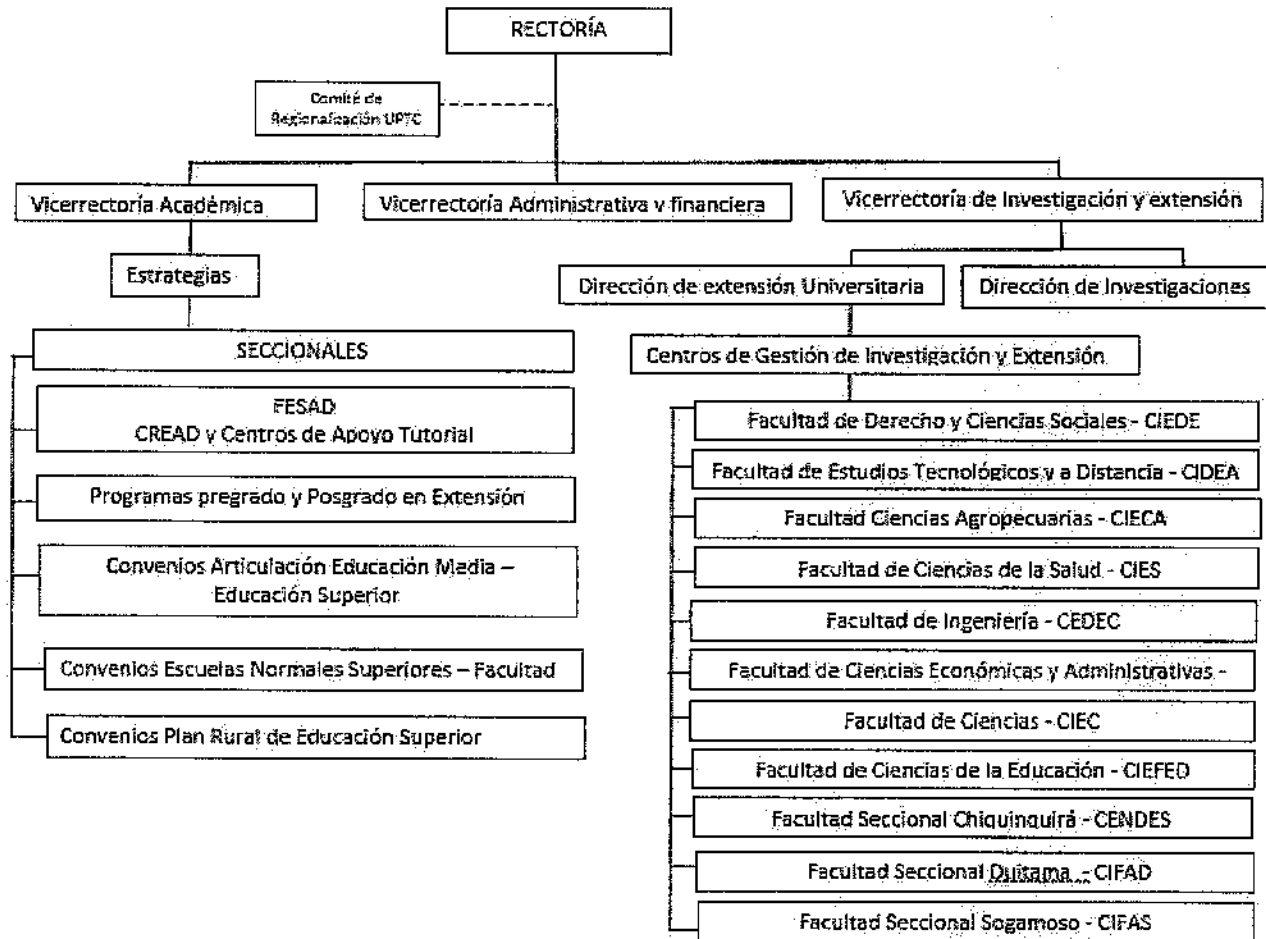 RECTORÍA
Comité de
Regionalización UPTC
Vicerrectoría Académica
Vicerrectoría Administrativa y financiera
Vicerrectoría de Investigación y extensión
Estrategias
Dirección de extensión Universitaria
Dirección de Investigaciones
SECCIONALES
FESAD
CREAD y Centros de Apoyo Tutorial
Programas pregrado y Posgrado en Extensión
Convenios Articulación Educación Media –
Educación Superior
Convenios Escuelas Normales Superiores – Facultad
Convenios Plan Rural de Educación Superior
Centros de Gestión de Investigación y Extensión
Facultad de Derecho y Ciencias Sociales - CIEDE
Facultad de Estudios Tecnológicos y a Distancia - CIDEA
Facultad Ciencias Agropecuarias - CIECA
Facultad de Ciencias de la Salud - CIES
Facultad de Ingeniería - CEDEC
Facultad de Ciencias Económicas y Administrativas -
Facultad de Ciencias - CIEC
Facultad de Ciencias de la Educación - CIEFED
Facultad Seccional Chiquinquirá - CENDES
Facultad Seccional Duitama - CIFAD
Facultad Seccional Sogamoso - CIFAS